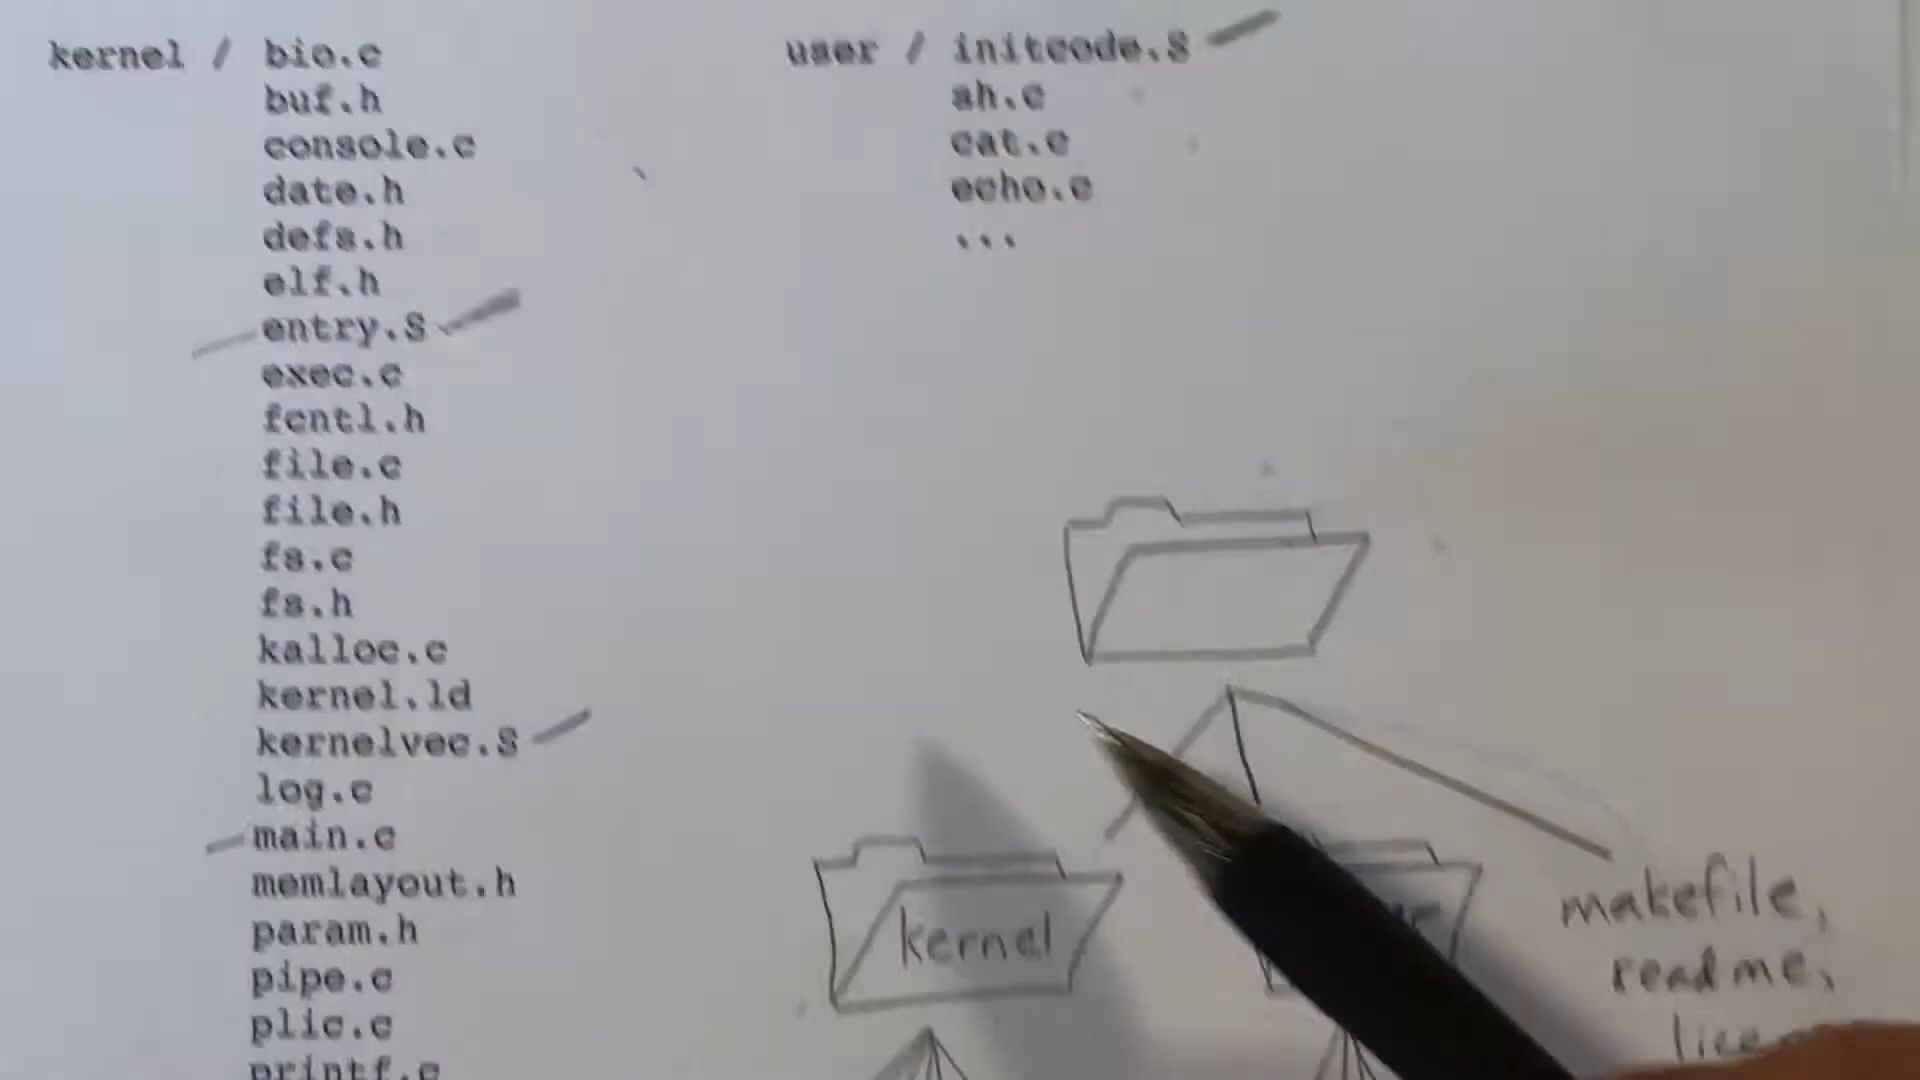 kernel / bio.c
buf.h
console.c
date.h
defs.h
elf.h
entry.S
exec.c
fcntl.h
file.c
file.h
fs.c
fs.h
kalloc.c
kernel.ld
kernelvec.S
log.c
main.c
memlayout.h
param.h
pipe.c
plic.c
printf.c
user / initcode.S
sh.c
cat.c
echo.c
...
kernel
makefile,
readme,